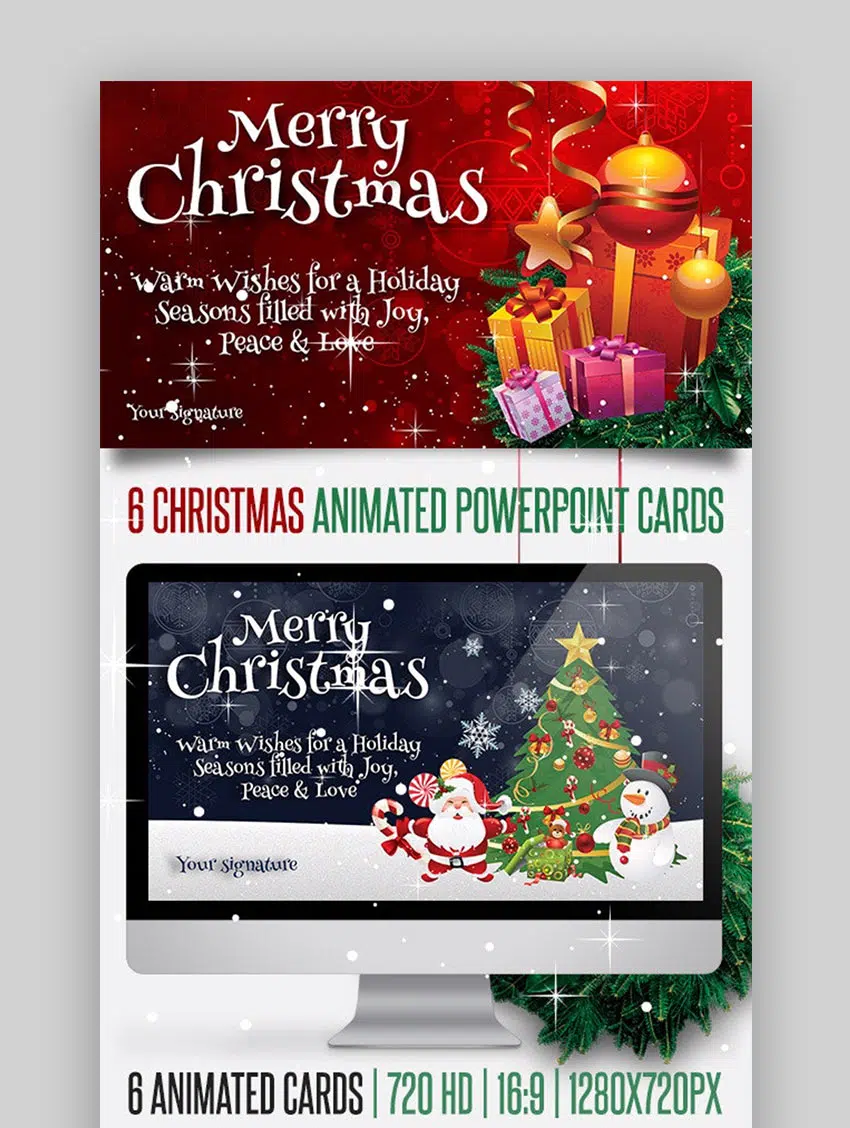 Merry
Christmas
Warm Wishes for a Holiday
Seasons filled with Joy,
Peace & Love
Your signature
6 CHRISTMAS ANIMATED POWERPOINT CARDS
Merry
Christmas
Warm Wishes for a Holiday
Seasons filled with Joy,
Peace & Love
Your signature
6 ANIMATED CARDS | 720 HD | 16:9 | 1280X720PX